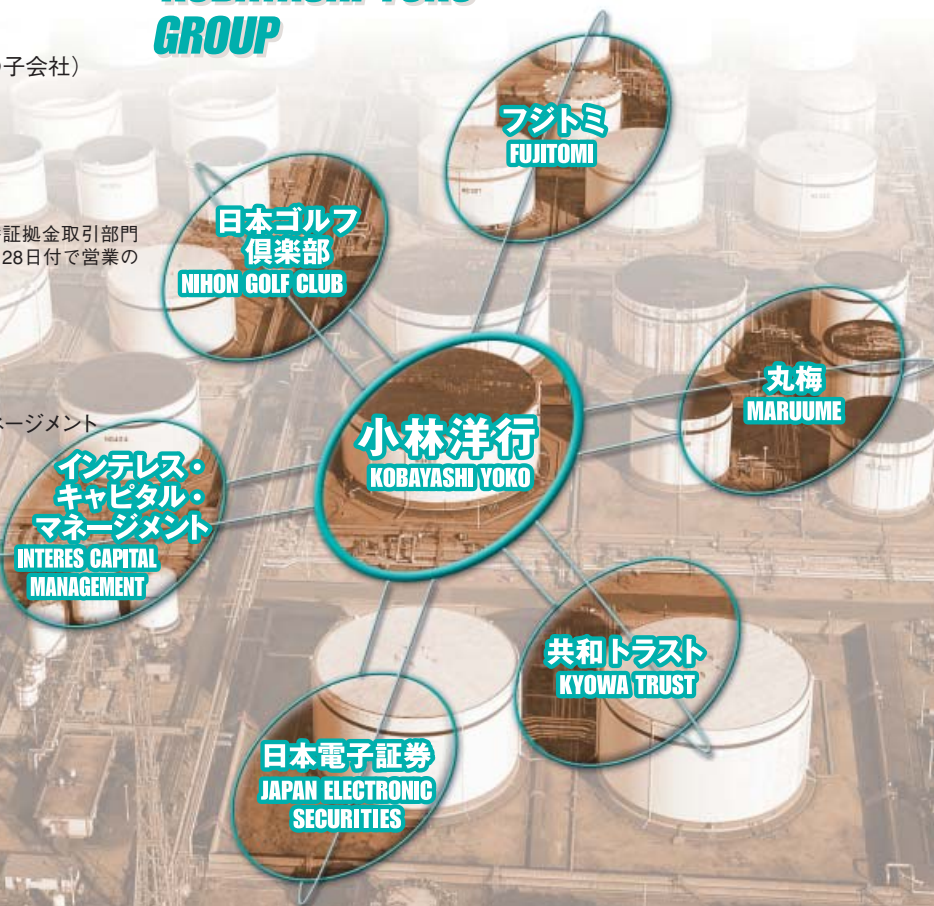 GROUP
子会社）
証拠金取引部門
28日付で営業の
ネージメント
フジトミ
FUJITOMI
日本ゴルフ
倶楽部
NIHON GOLF CLUB
丸梅
MARUUME
小林洋行
KOBAYASHI YOKO
インテレス・
キャピタル・
マネージメント
INTERES CAPITAL
MANAGEMENT
共和トラスト
KYOWA TRUST
日本電子証券
JAPAN ELECTRONIC
SECURITIES